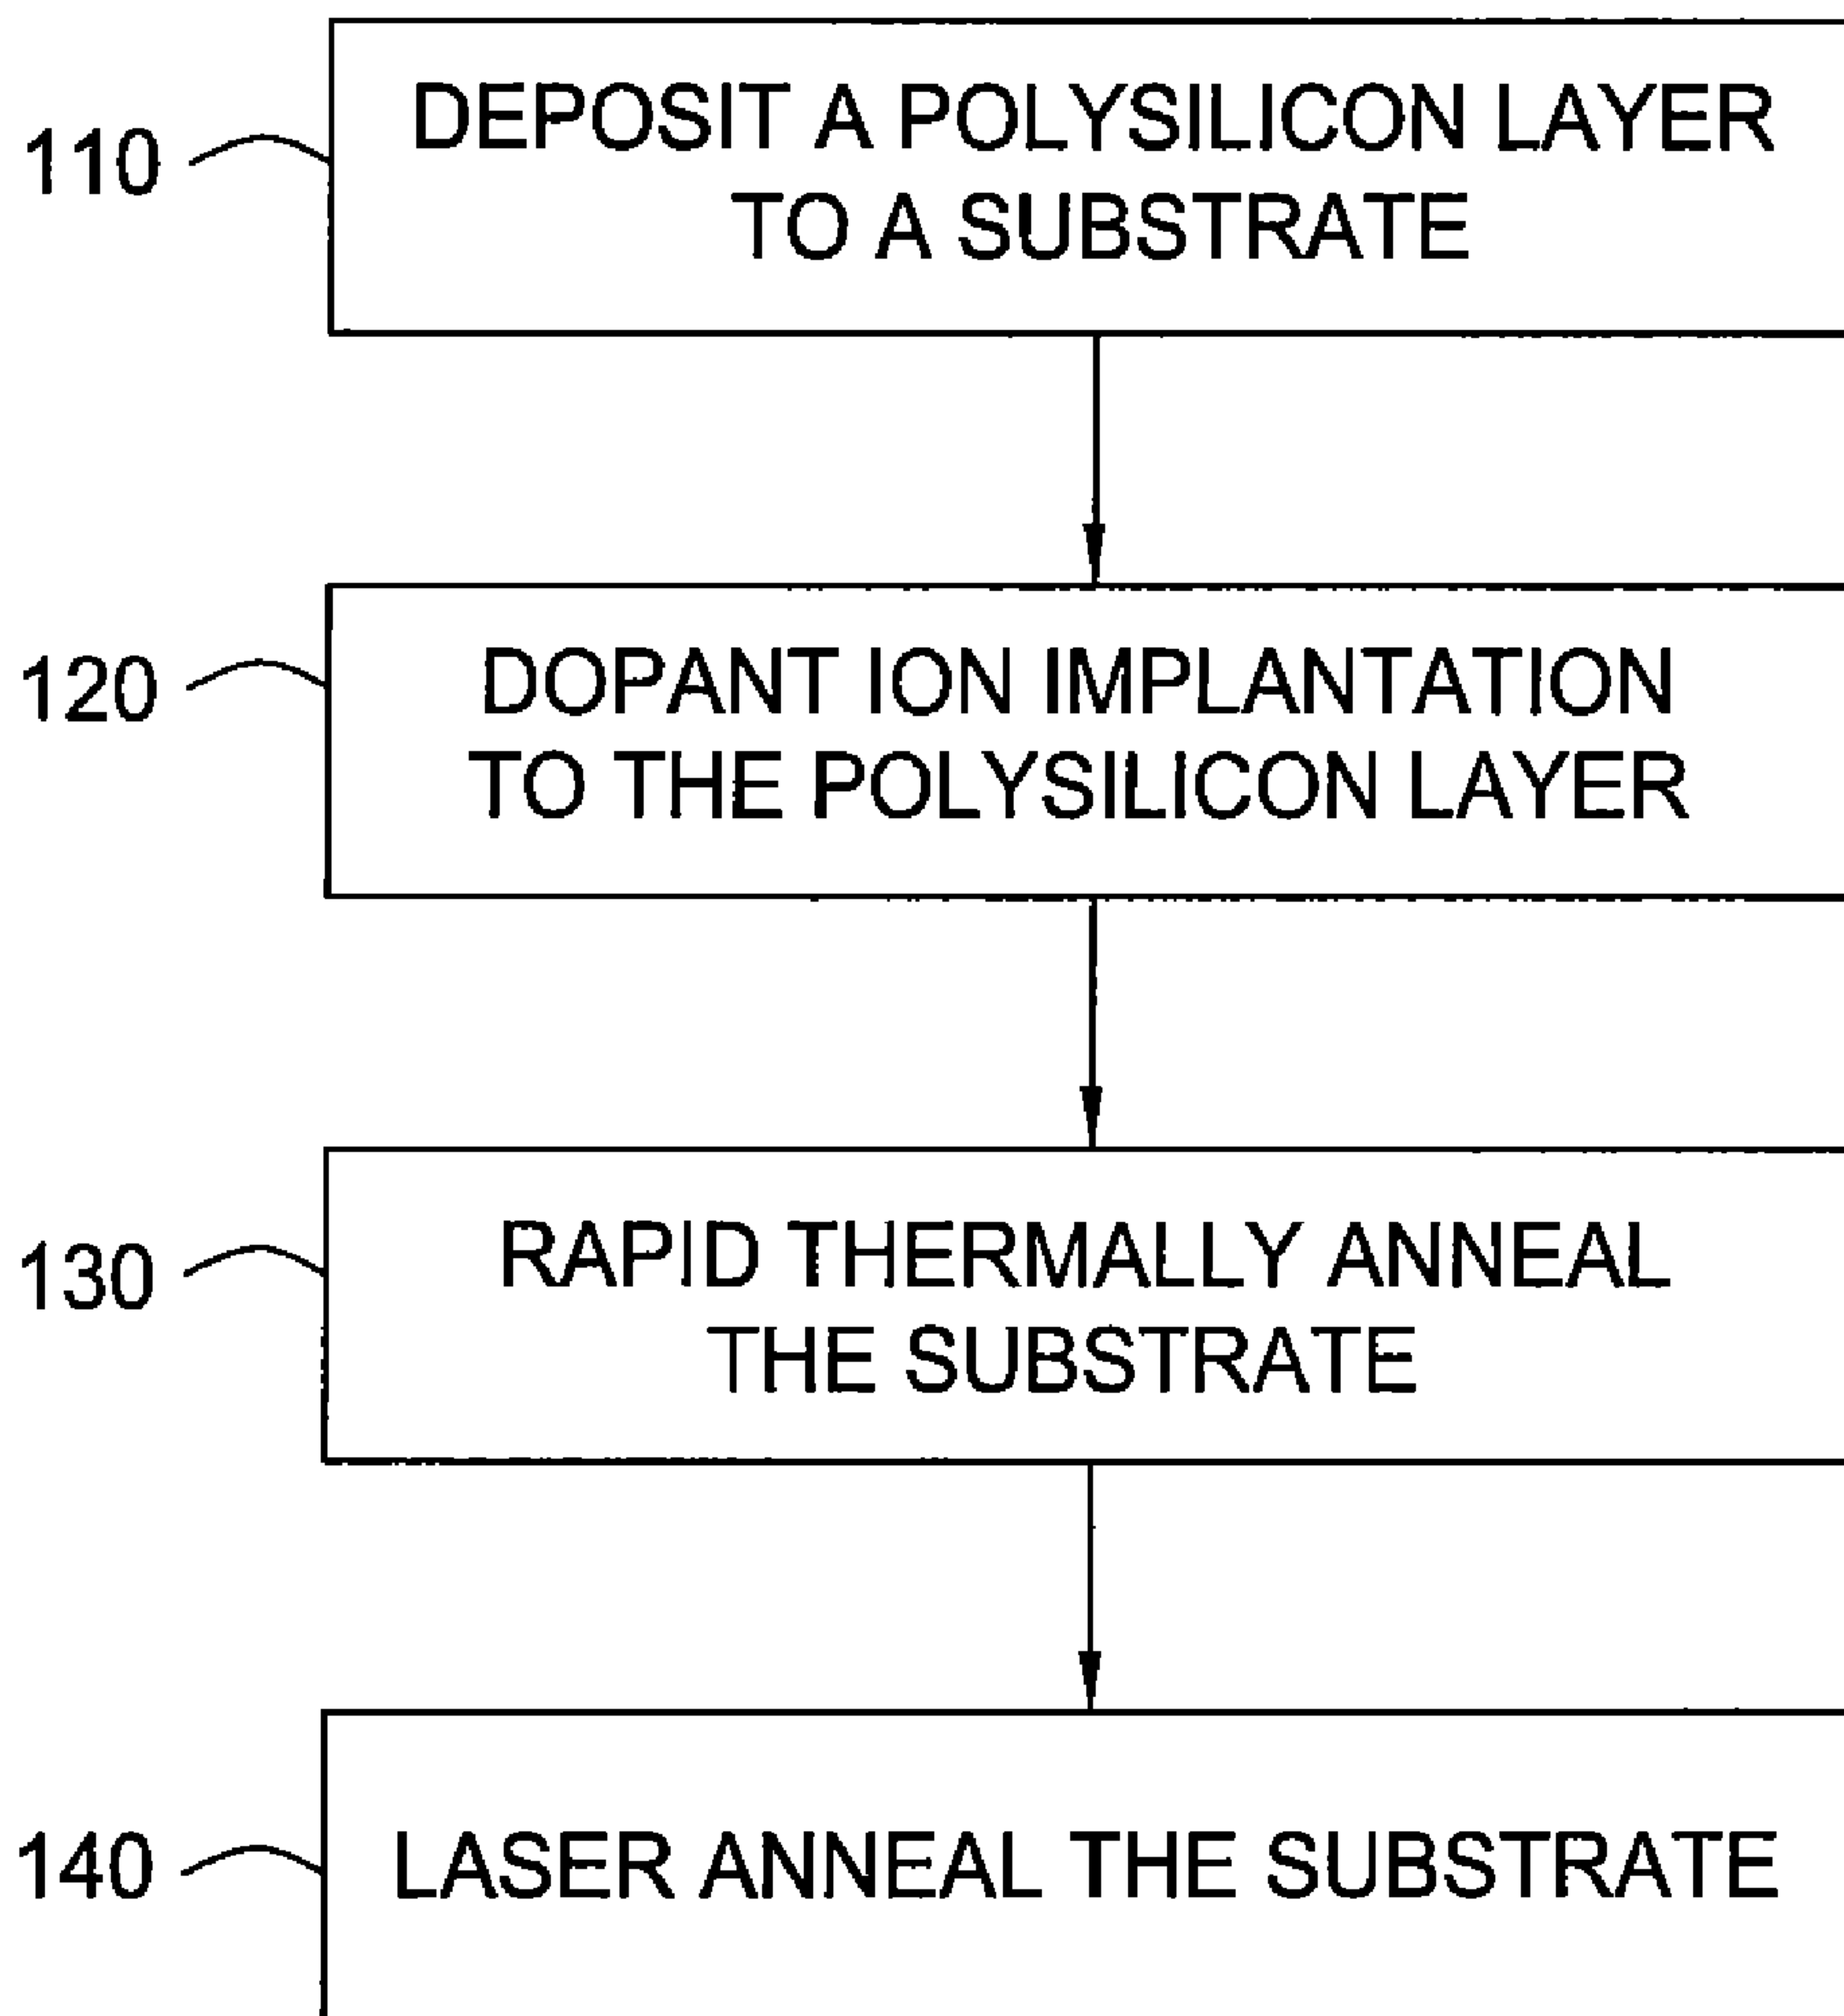 110
DEPOSIT A POLYSILICON LAYER
TO A SUBSTRATE
120
DOPANT ION IMPLANTATION
TO THE POLYSILICON LAYER
130
RAPID THERMALLY ANNEAL
THE SUBSTRATE
140
LASER ANNEAL THE SUBSTRATE